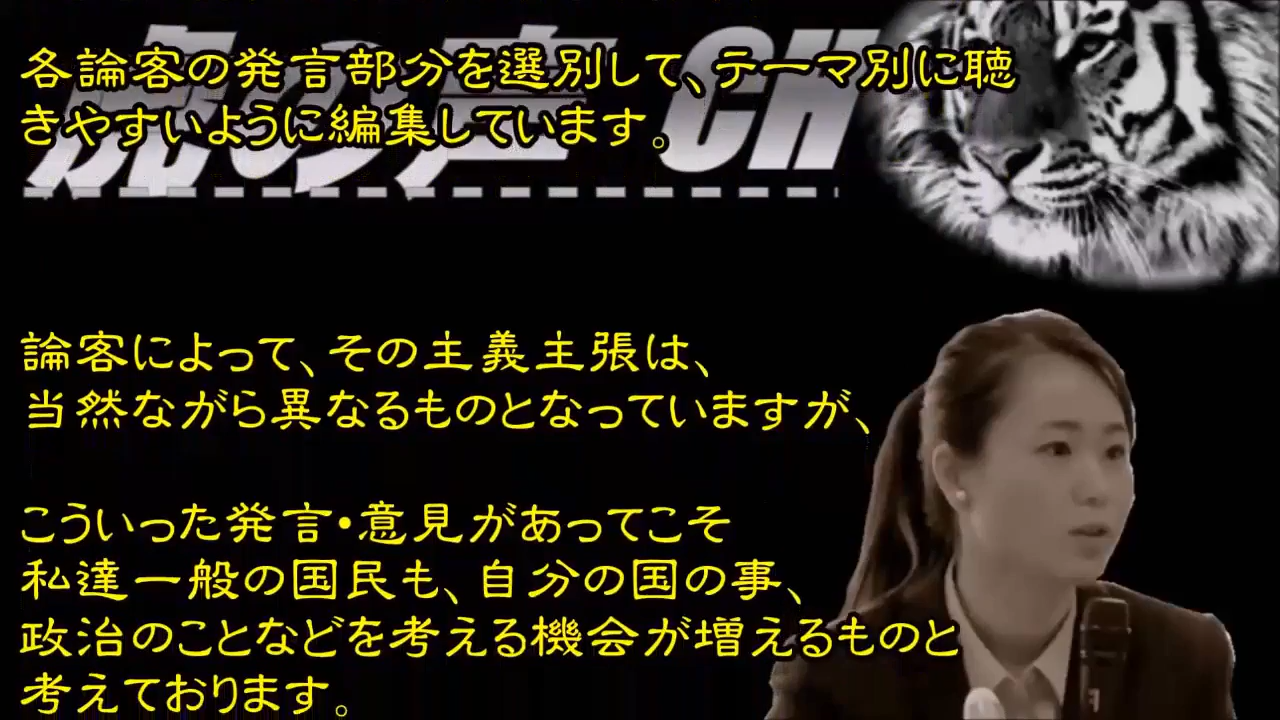 各論客の発言部分を選別して、テーマ別に聴
きやすいように編集しています。
虎の声 CH
論客によって、その主義主張は、
当然ながら異なるものとなっていますが、
こういった発言・意見があってこそ
私達一般の国民も、自分の国の事、
政治のことなどを考える機会が増えるものと
考えております。